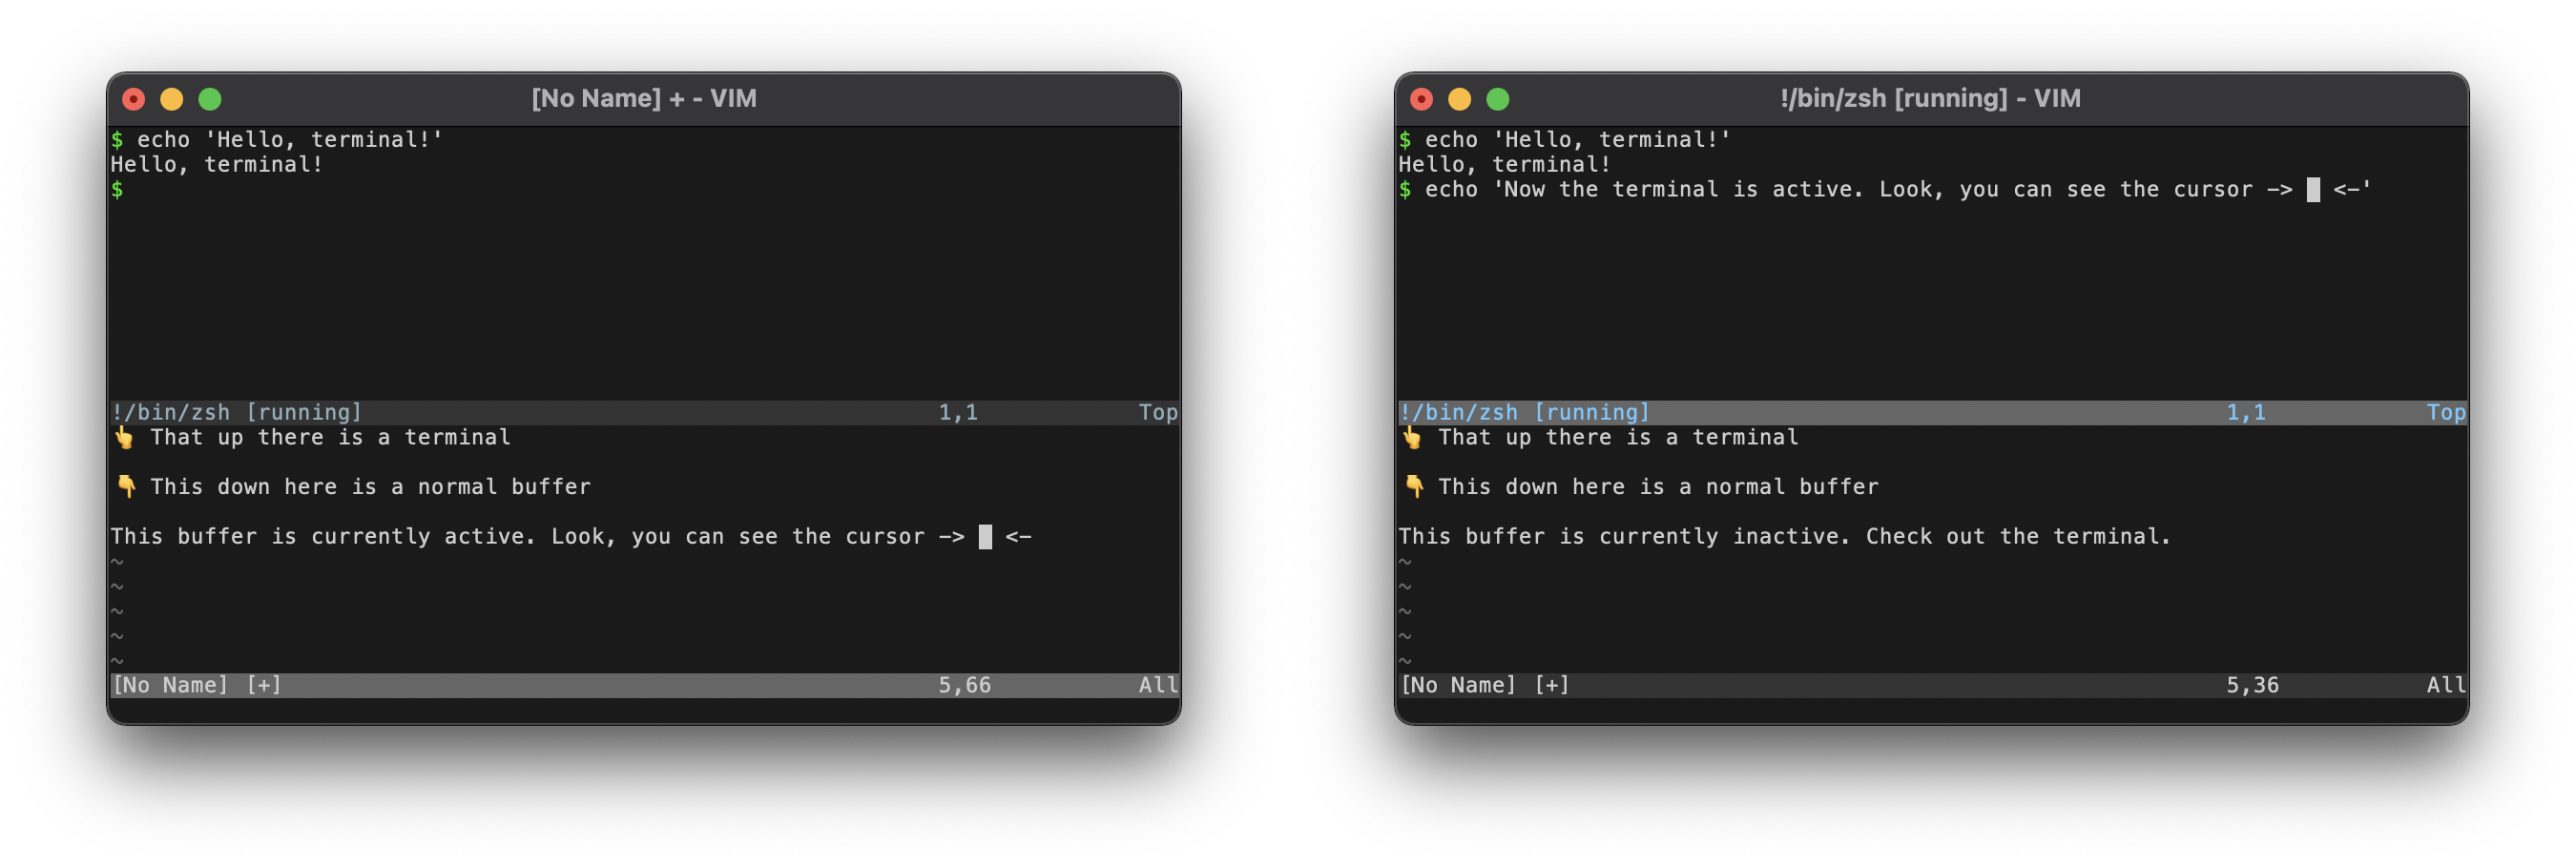 [No Name] + - VIM
$ echo 'Hello, terminal!'
Hello, terminal!
$
!/bin/zsh [running] 1,1 Top
👆 That up there is a terminal
👇 This down here is a normal buffer
This buffer is currently active. Look, you can see the cursor -> <-
~
~
~
~
~
[No Name] [+] 5,66 All
!/bin/zsh [running] - VIM
$ echo 'Hello, terminal!'
Hello, terminal!
$ echo 'Now the terminal is active. Look, you can see the cursor -> <-'
!/bin/zsh [running] 1,1 Top
👆 That up there is a terminal
👇 This down here is a normal buffer
This buffer is currently inactive. Check out the terminal.
~
~
~
~
~
[No Name] [+] 5,36 All